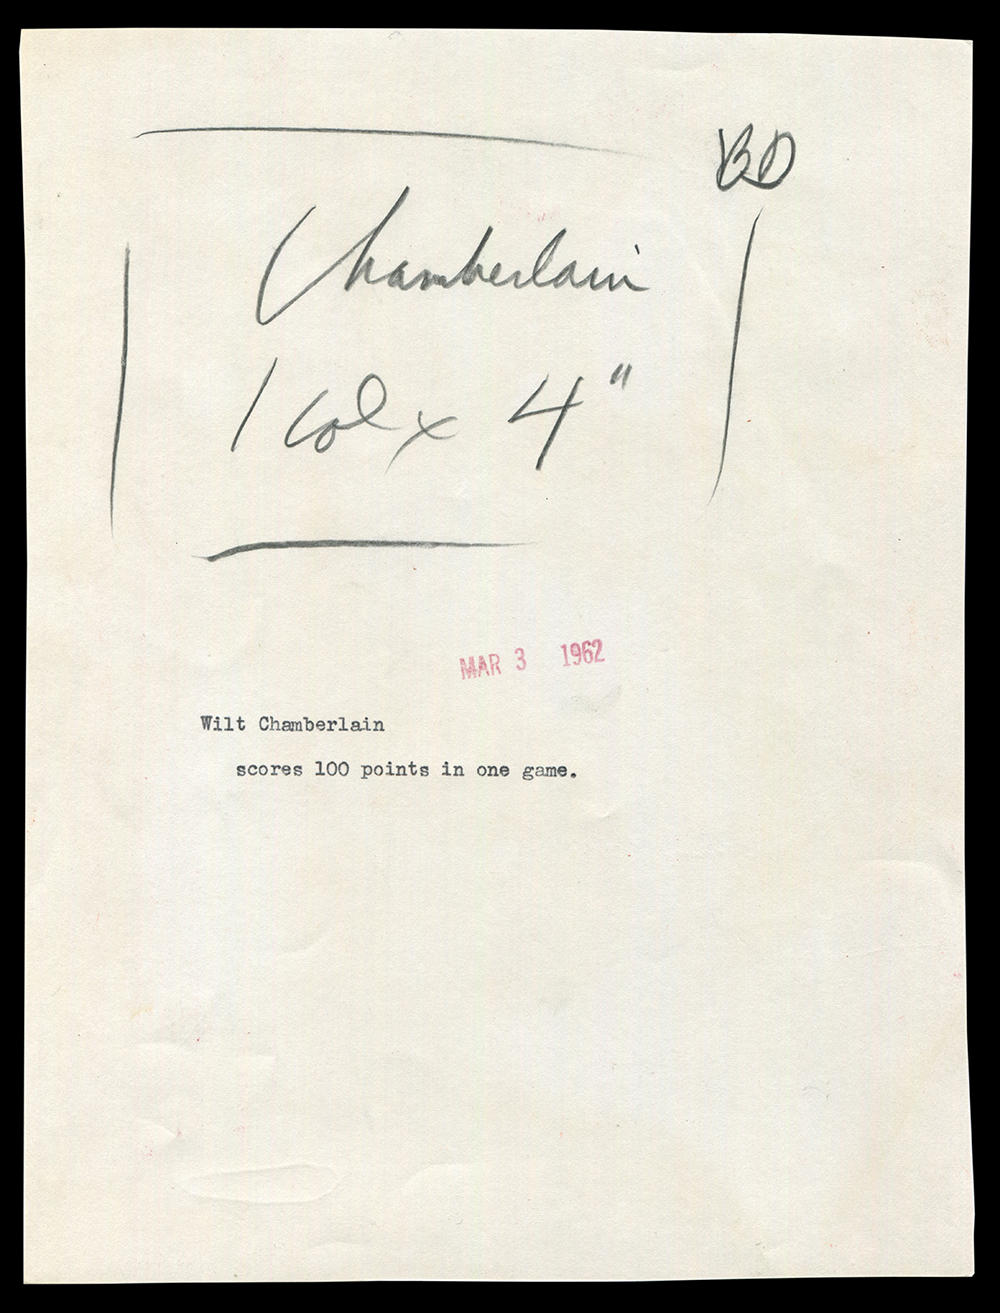 BD
Chamberlain
1 col x 4"
MAR 3 1962
Wilt Chamberlain
scores 100 points in one game.